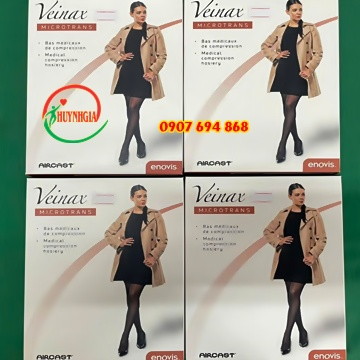 Veinax
MICROTRANS
Bas médicaux
de compression
Medical
compression
hosiery
AIRCAST
enovis
Veinax
MICROTRANS
Bas médicaux
de compression
Medical
compression
hosiery
AIRCAST
enovis
HUYNHGIA
0907 694 868
Veinax
MICROTRANS
Bas médicaux
de compression
Medical
compression
hosiery
AIRCAST
enovis
Veinax
MICROTRANS
Bas médicaux
de compression
Medical
compression
hosiery
AIRCAST
enovis